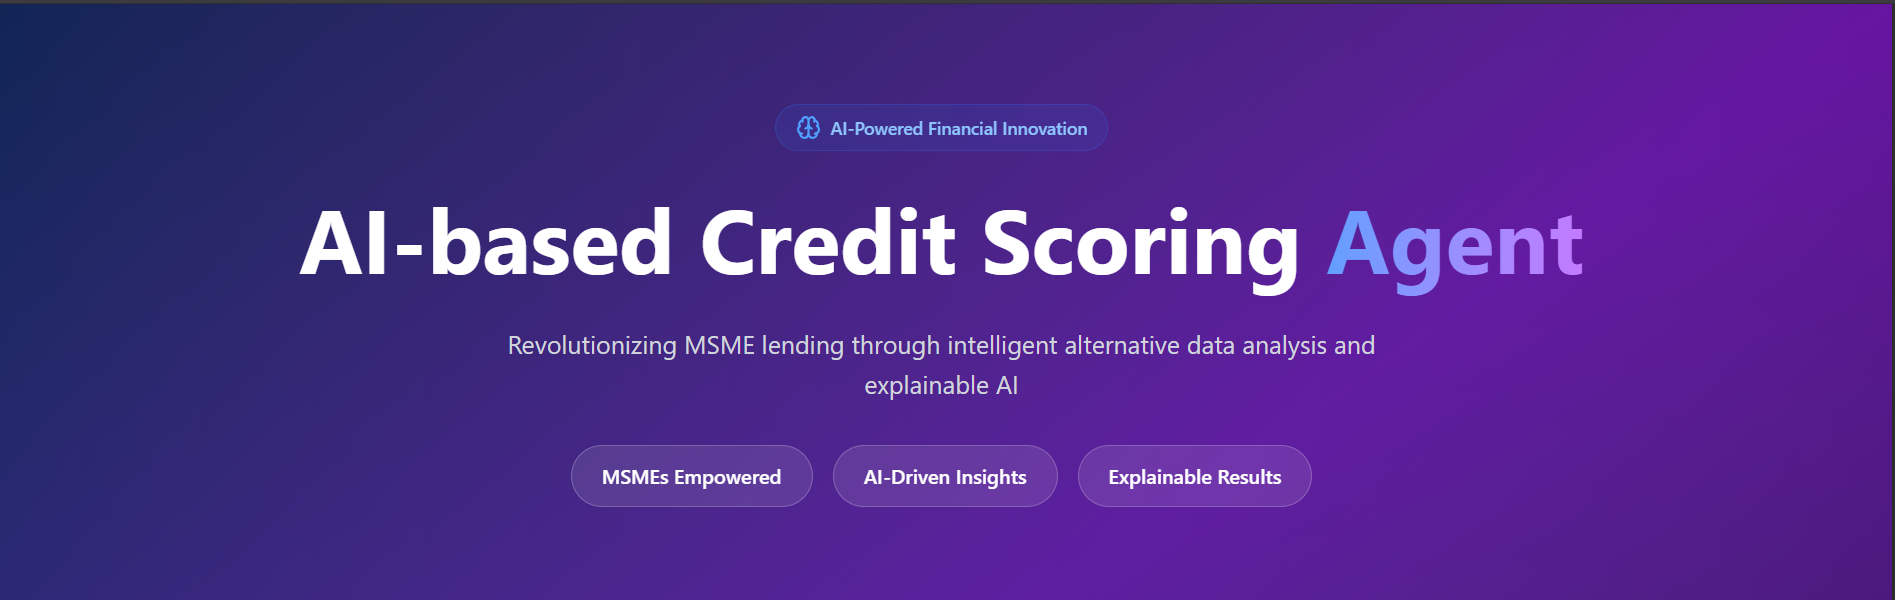 AI-Powered Financial Innovation
AI-based Credit Scoring Agent
Revolutionizing MSME lending through intelligent alternative data analysis and
explainable AI
MSMEs Empowered
AI-Driven Insights
Explainable Results